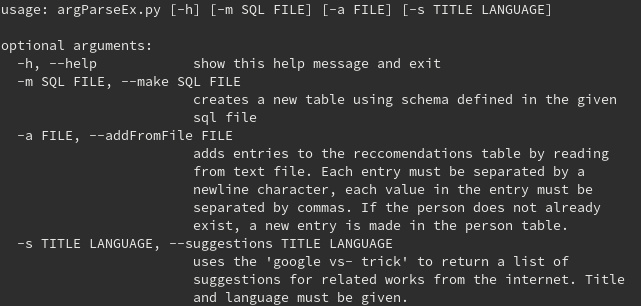 usage: argParseEx.py [-h] [-m SQL FILE] [-a FILE] [-s TITLE LANGUAGE]
optional arguments:
-h, --help show this help message and exit
-m SQL FILE, --make SQL FILE
creates a new table using schema defined in the given
sql file
-a FILE, --addFromFile FILE
adds entries to the reccomendations table by reading
from text file. Each entry must be separated by a
newline character, each value in the entry must be
separated by commas. If the person does not already
exist, a new entry is made in the person table.
-s TITLE LANGUAGE, --suggestions TITLE LANGUAGE
uses the 'google vs- trick' to return a list of
suggestions for related works from the internet. Title
and language must be given.